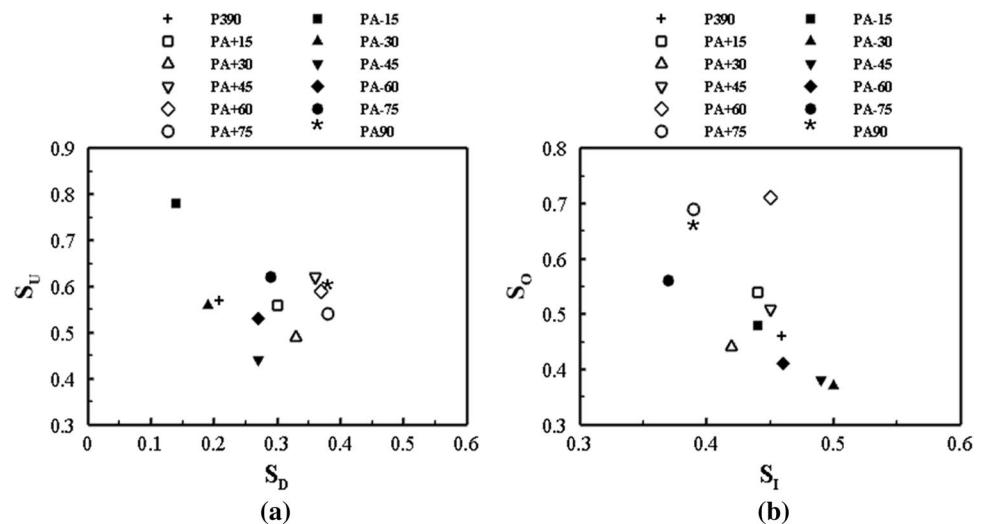 P390 PA-15 P390 PA-15
PA+15 PA-30 PA+15 PA-30
PA+30 PA-45 PA+30 PA-45
PA+45 PA-60 PA+45 PA-60
PA+60 PA-75 PA+60 PA-75
PA+75 PA90 PA+75 PA90
0.9
0.8
0.7
0.6
0.5
0.4
0.3
S_U
0 0.1 0.2 0.3 0.4 0.5 0.6
S_D
(a)
0.8
0.7
0.6
0.5
0.4
0.3
S_O
0.3 0.4 0.5 0.6
S_I
(b)